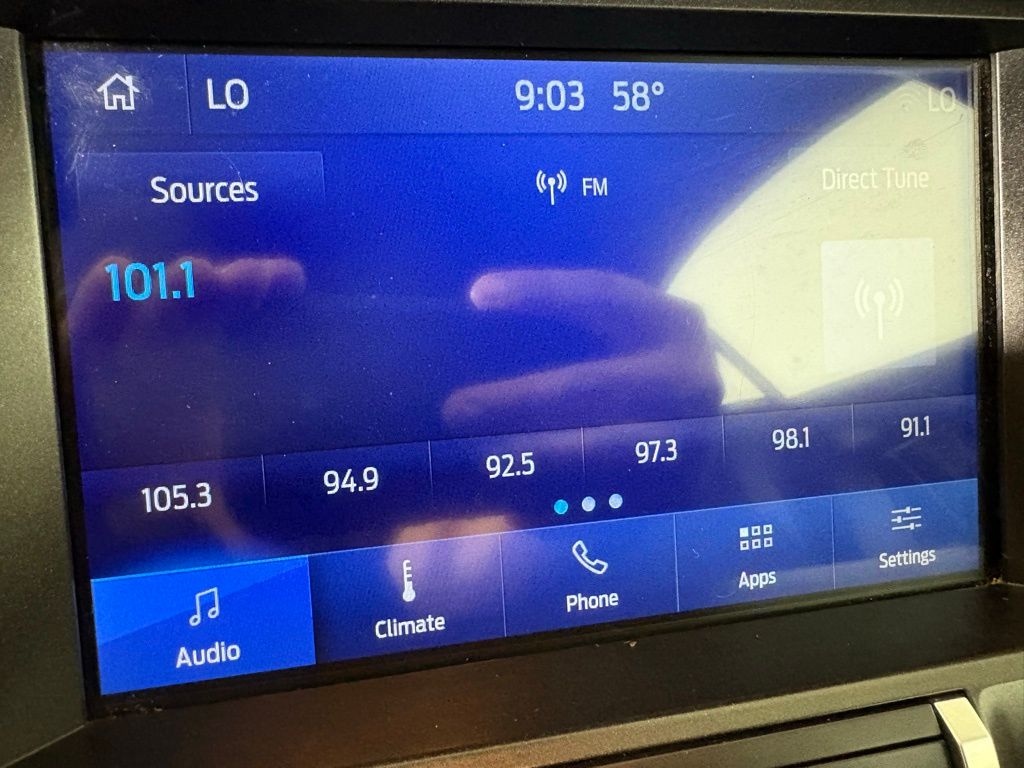 LO 9:03 58° LO
Sources FM Direct Tune
101.1
105.3 94.9 92.5 97.3 98.1 91.1
Audio Climate Phone Apps Settings